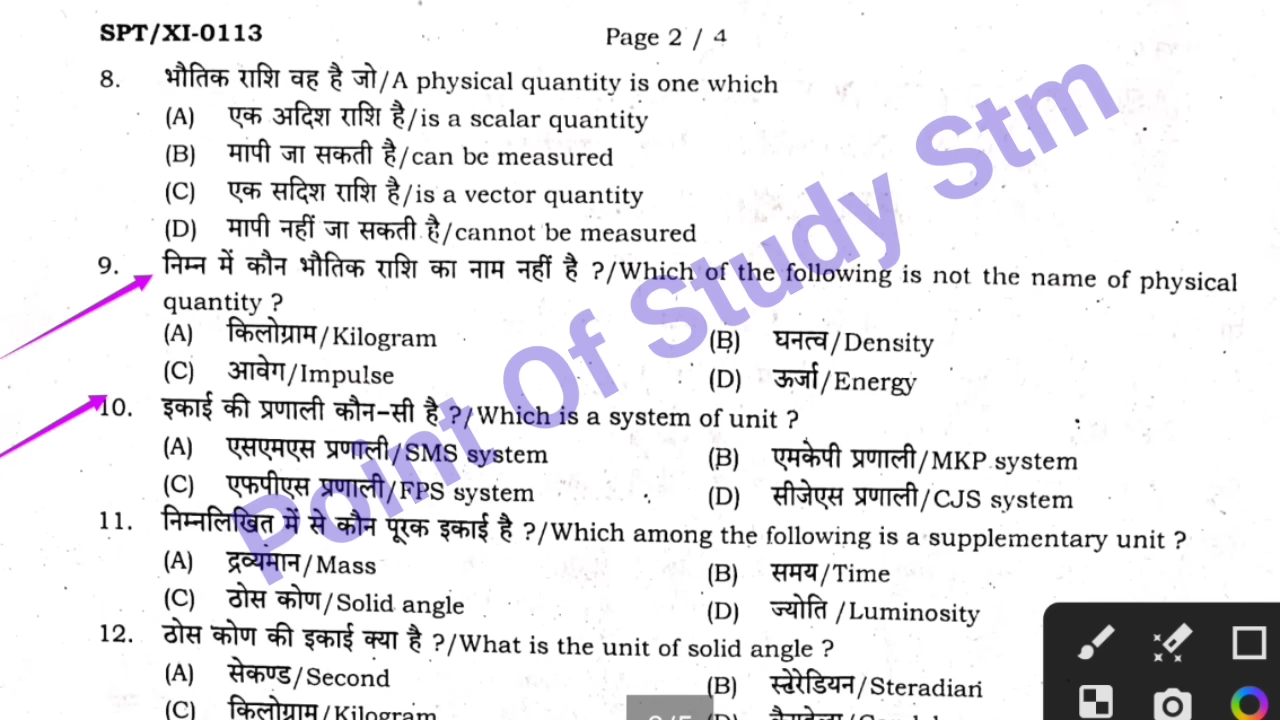 SPT/XI-0113 Page 2 / 4
8. भौतिक राशि वह है जो/A physical quantity is one which
(A) एक अदिश राशि है/is a scalar quantity
(B) मापी जा सकती है/can be measured
(C) एक सदिश राशि है/is a vector quantity
(D) मापी नहीं जा सकती है/cannot be measured
9. निम्न में कौन भौतिक राशि का नाम नहीं है ?/Which of the following is not the name of physical
quantity ?
(A) किलोग्राम/Kilogram (B) घनत्व/Density
(C) आवेग/Impulse (D) ऊर्जा/Energy
10. इकाई की प्रणाली कौन-सी है ?/Which is a system of unit ?
(A) एसएमएस प्रणाली/SMS system (B) एमकेपी प्रणाली/MKP system
(C) एफपीएस प्रणाली/FPS system (D) सीजेएस प्रणाली/CJS system
11. निम्नलिखित में से कौन पूरक इकाई है ?/Which among the following is a supplementary unit ?
(A) द्रव्यमान/Mass (B) समय/Time
(C) ठोस कोण/Solid angle (D) ज्योति /Luminosity
12. ठोस कोण की इकाई क्या है ?/What is the unit of solid angle ?
(A) सेकण्ड/Second (B) स्टेरेडियन/Steradian
(C) किलोग्राम/Kilogram
Point Of Study Stm